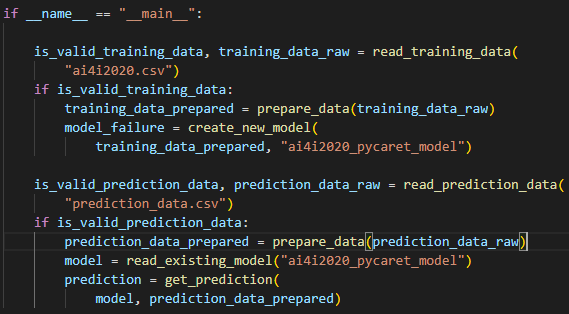 if __name__ == "__main__":
    is_valid_training_data, training_data_raw = read_training_data(
        "ai4i2020.csv")
    if is_valid_training_data:
        training_data_prepared = prepare_data(training_data_raw)
        model_failure = create_new_model(
            training_data_prepared, "ai4i2020_pycaret_model")
    is_valid_prediction_data, prediction_data_raw = read_prediction_data(
        "prediction_data.csv")
    if is_valid_prediction_data:
        prediction_data_prepared = prepare_data(prediction_data_raw)
        model = read_existing_model("ai4i2020_pycaret_model")
        prediction = get_prediction(
            model, prediction_data_prepared)